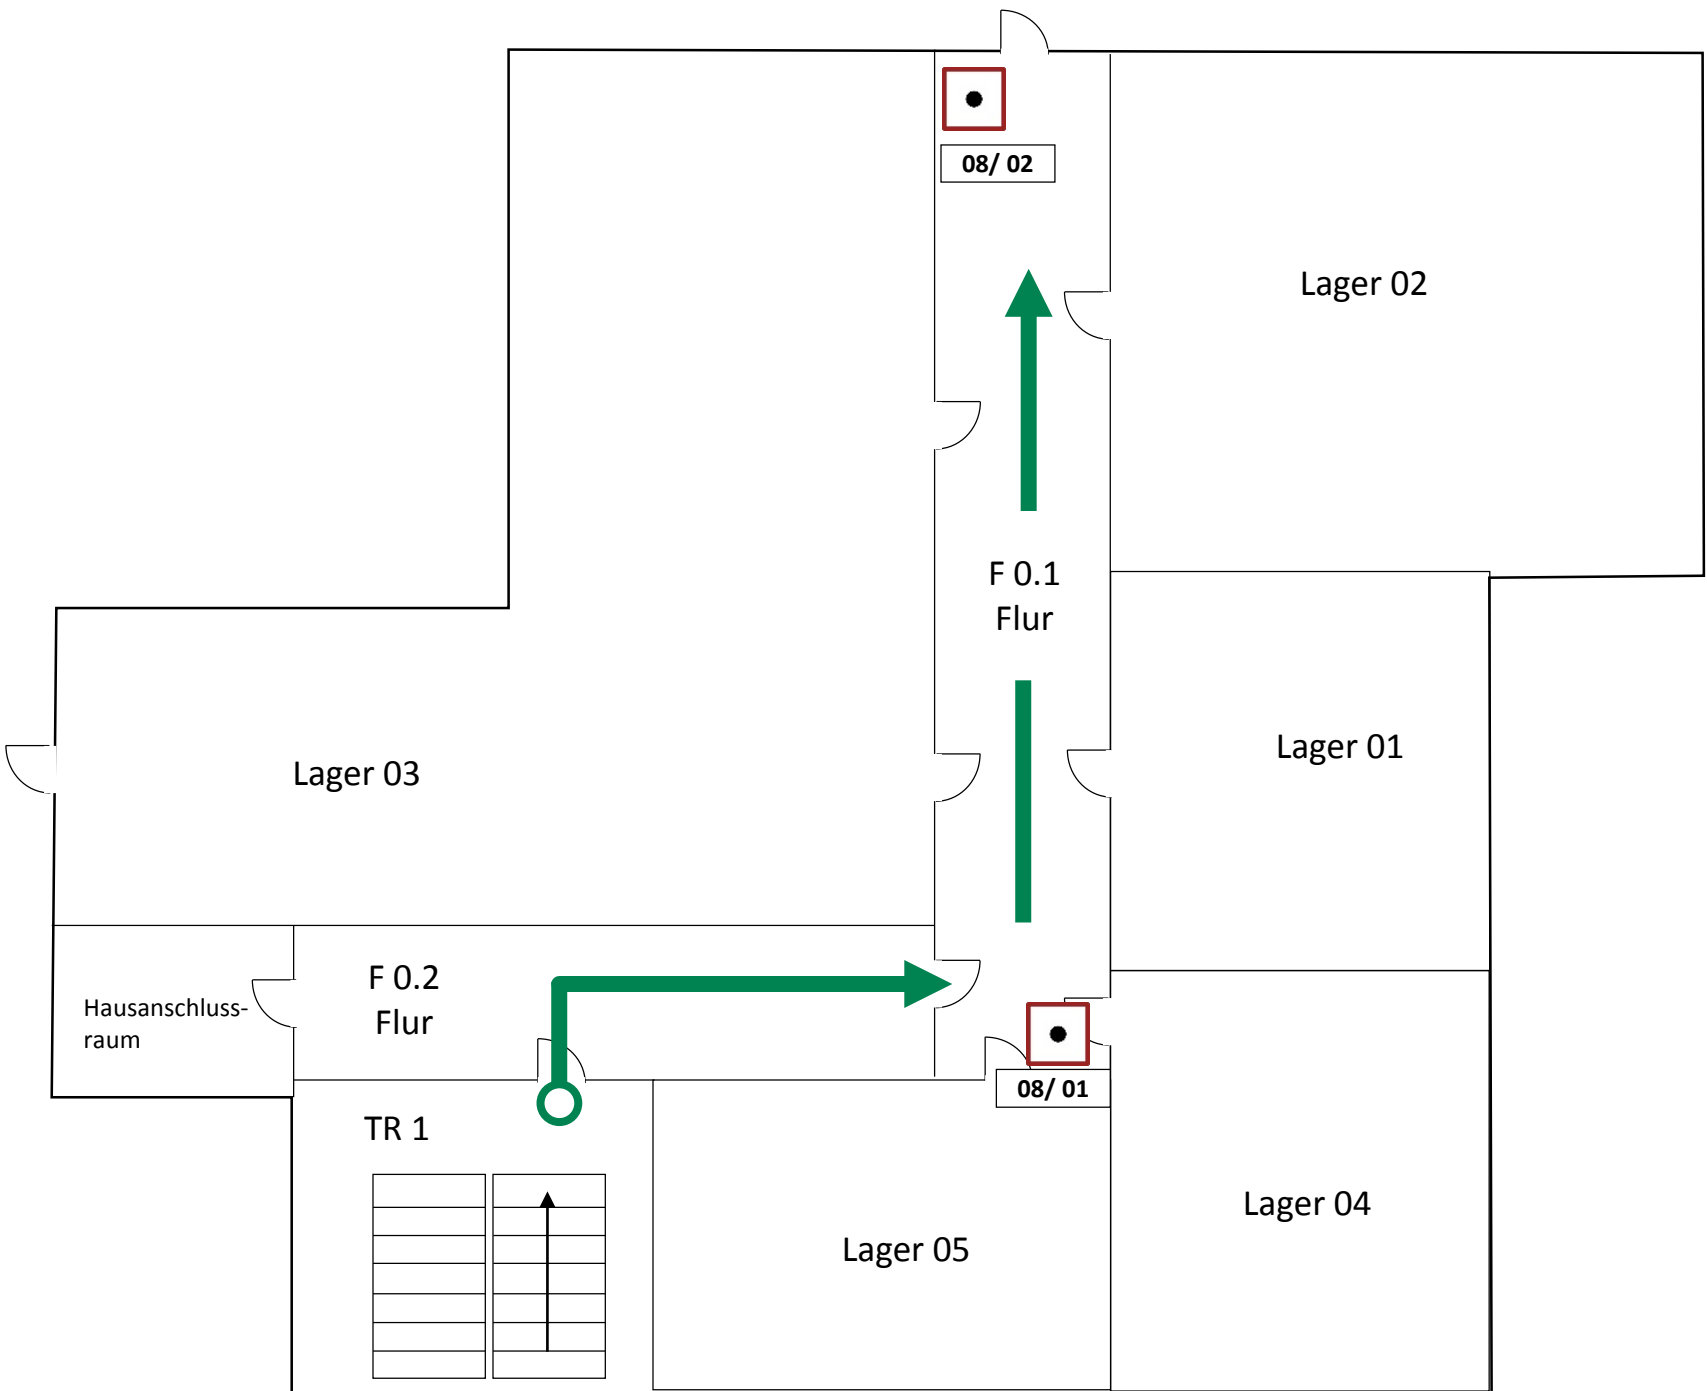 08/ 02
Lager 02
F 0.1
Flur
Lager 01
Lager 03
F 0.2
Flur
Hausanschluss-
raum
08/ 01
TR 1
Lager 04
Lager 05